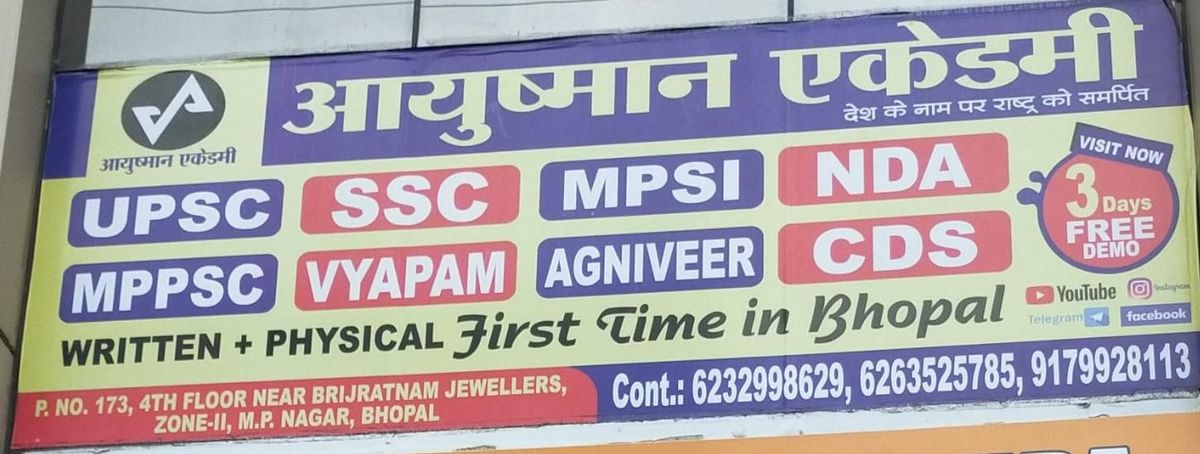 आयुष्मान एकेडमी
देश के नाम पर राष्ट्र को समर्पित
आयुष्मान एकेडमी
UPSC SSC MPSI NDA
MPPSC VYAPAM AGNIVEER CDS
VISIT NOW
3 Days
FREE
DEMO
WRITTEN + PHYSICAL First Time in Bhopal
YouTube Instagram
Telegram facebook
P. NO. 173, 4TH FLOOR NEAR BRIJRATNAM JEWELLERS,
ZONE-II, M.P. NAGAR, BHOPAL
Cont.: 6232998629, 6263525785, 9179928113